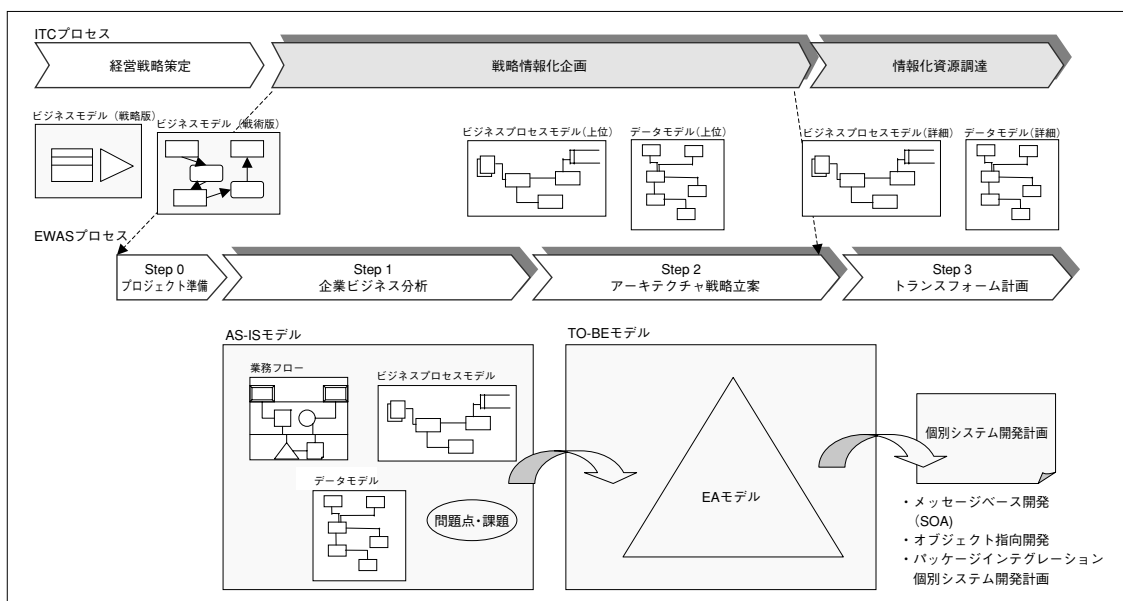 ITCプロセス
経営戦略策定
戦略情報化企画
情報化資源調達
ビジネスモデル（戦略版）
ビジネスモデル（戦術版）
ビジネスプロセスモデル(上位)
データモデル(上位)
ビジネスプロセスモデル(詳細)
データモデル(詳細)
EWASプロセス
Step 0
プロジェクト準備
Step 1
企業ビジネス分析
Step 2
アーキテクチャ戦略立案
Step 3
トランスフォーム計画
AS-ISモデル
業務フロー
ビジネスプロセスモデル
データモデル
問題点・課題
TO-BEモデル
EAモデル
個別システム開発計画
・メッセージベース開発
(SOA)
・オブジェクト指向開発
・パッケージインテグレーション
個別システム開発計画